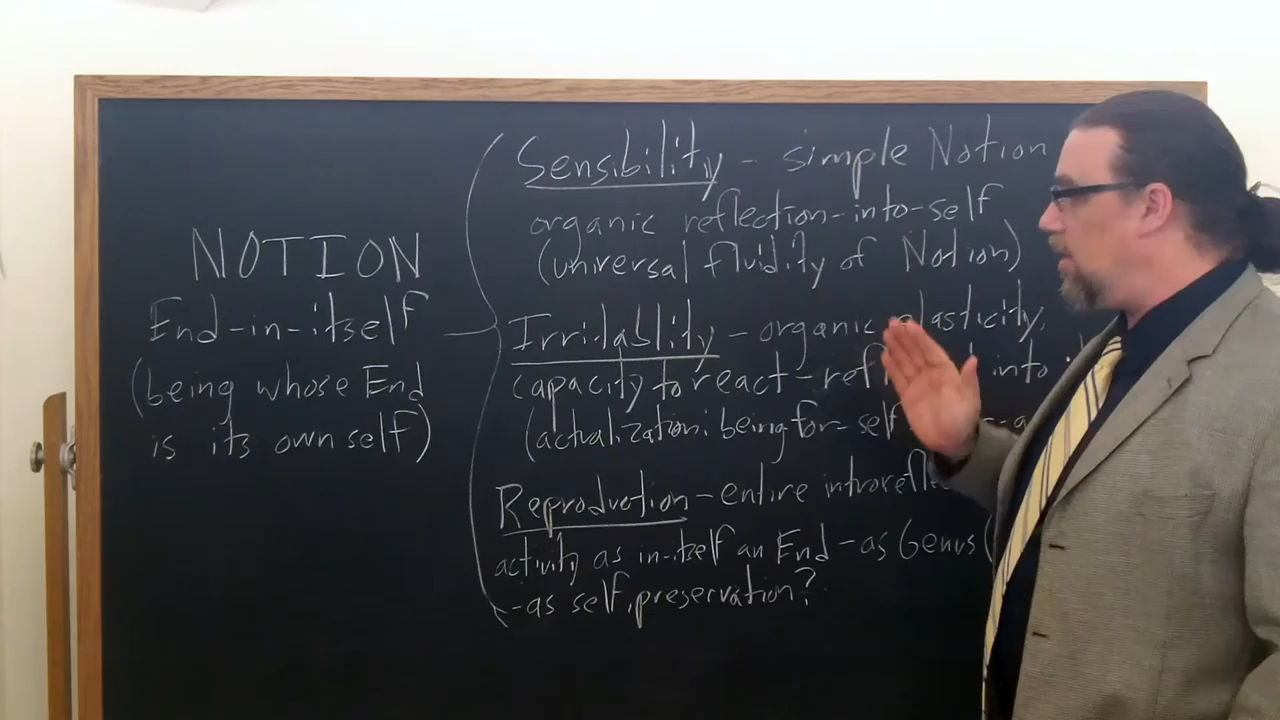 NOTION
End-in-itself
(being whose End
is its own self)
Sensibility - simple Notion
organic reflection-into-self
(universal fluidity of Notion)
Irritability - organic elasticity,
capacity to react - into
(actualization: being-for-self
Reproduction - entire
activity as in-itself an End - as Genus (
- as self-preservation?